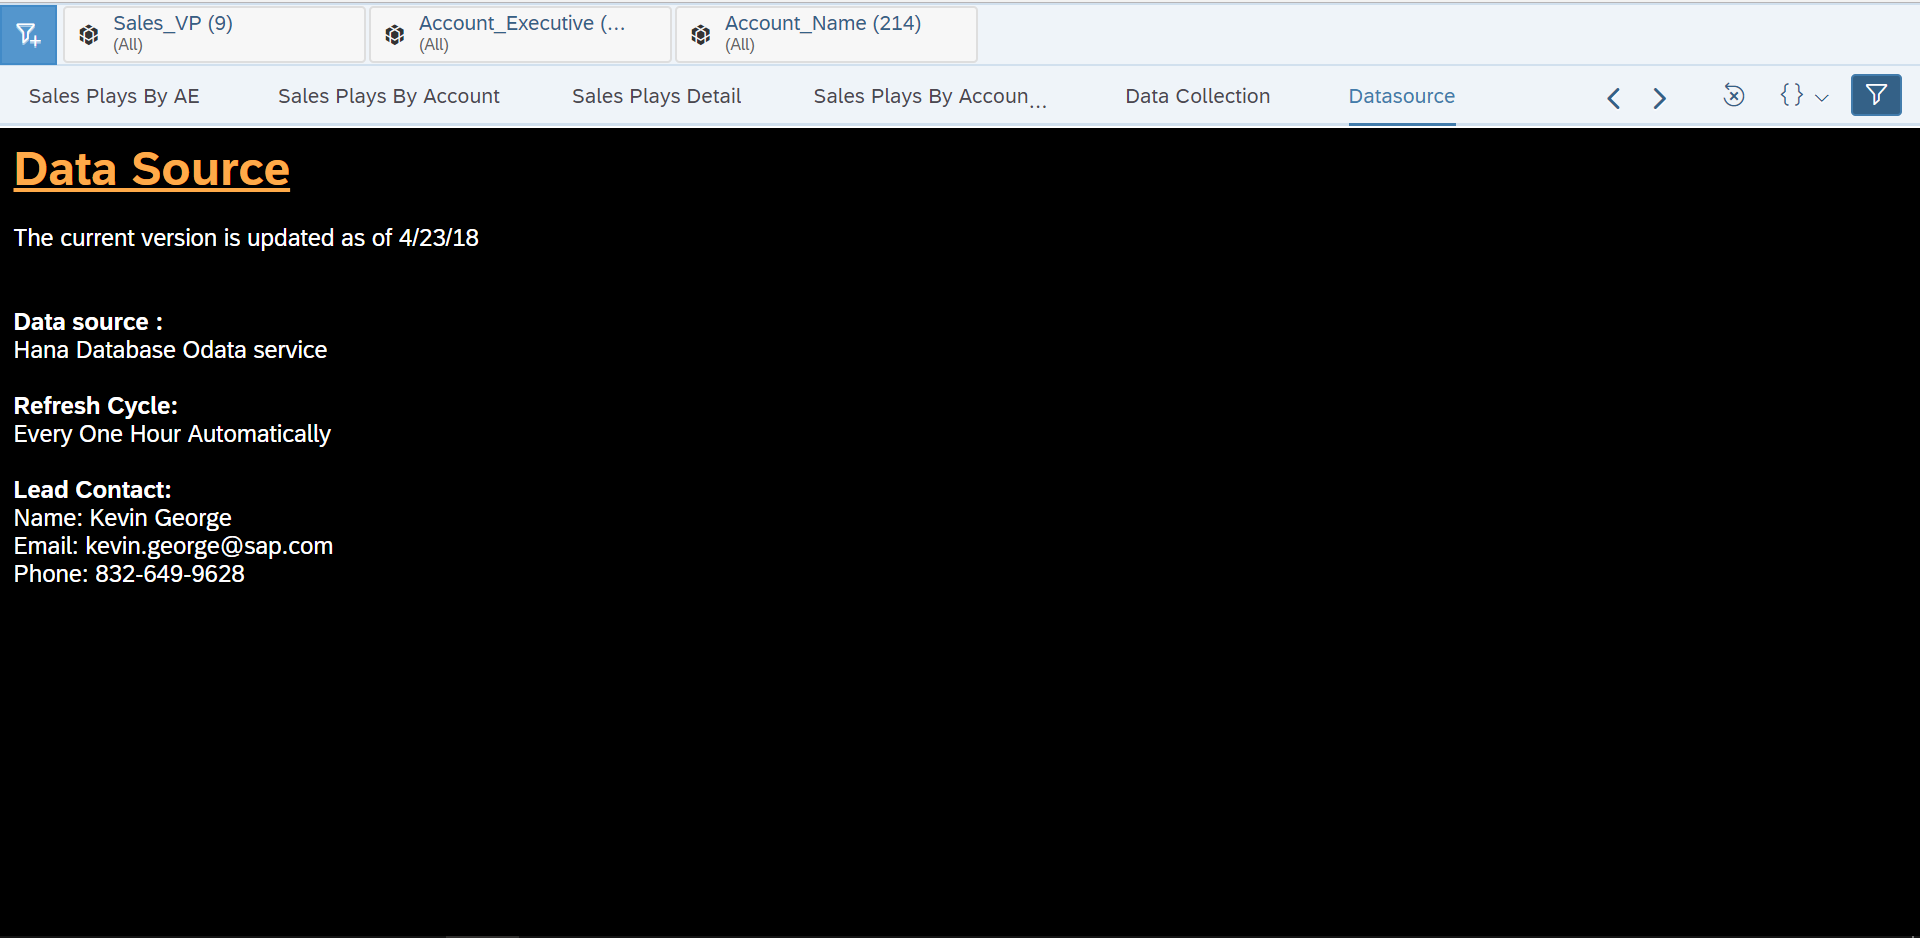 Sales_VP (9)
(All)
Account_Executive (...
(All)
Account_Name (214)
(All)
Sales Plays By AE
Sales Plays By Account
Sales Plays Detail
Sales Plays By Accoun...
Data Collection
Datasource
Data Source
The current version is updated as of 4/23/18
Data source :
Hana Database Odata service
Refresh Cycle:
Every One Hour Automatically
Lead Contact:
Name: Kevin George
Email: kevin.george@sap.com
Phone: 832-649-9628